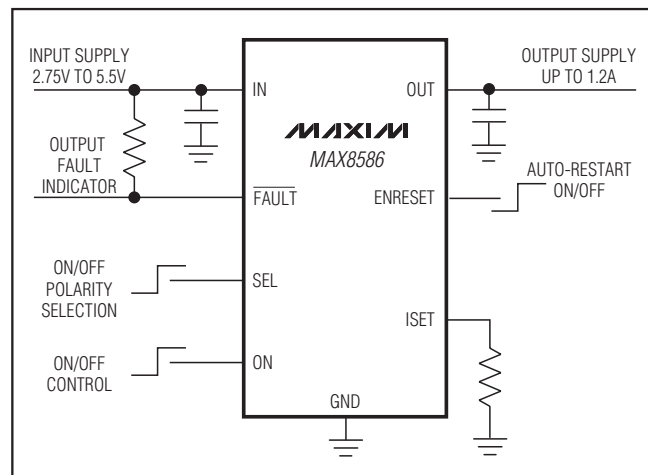 INPUT SUPPLY
2.75V TO 5.5V
OUTPUT SUPPLY
UP TO 1.2A
IN
OUT
MAXIM
MAX8586
OUTPUT
FAULT
INDICATOR
FAULT
ENRESET
AUTO-RESTART
ON/OFF
ON/OFF
POLARITY
SELECTION
SEL
ISET
ON/OFF
CONTROL
ON
GND